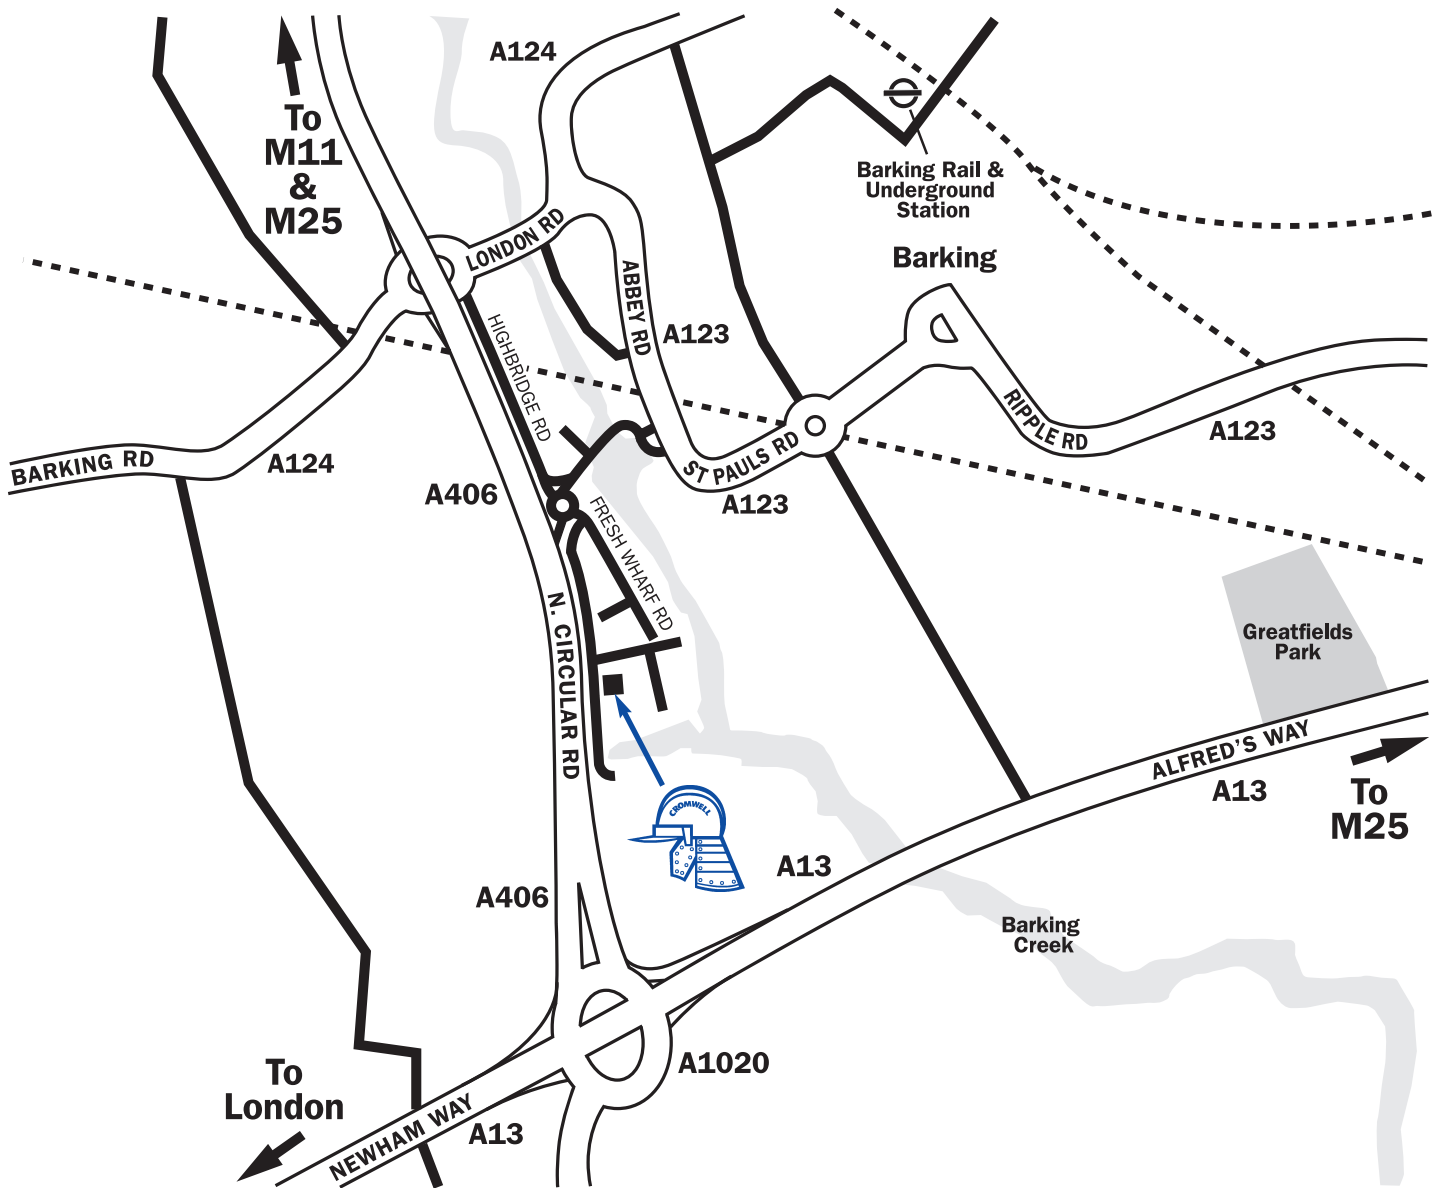 A124
To
M11
&
M25
Barking Rail &
Underground
Station
LONDON RD
ABBEY RD
Barking
HIGHBRIDGE RD
A123
RIPPLE RD
A123
BARKING RD
A124
A406
ST PAULS RD
A123
FRESH WHARF RD
N. CIRCULAR RD
Greatfields
Park
ALFRED'S WAY
A13
To
M25
CROMWELL
A13
A406
Barking
Creek
A1020
To
London
NEWHAM WAY
A13